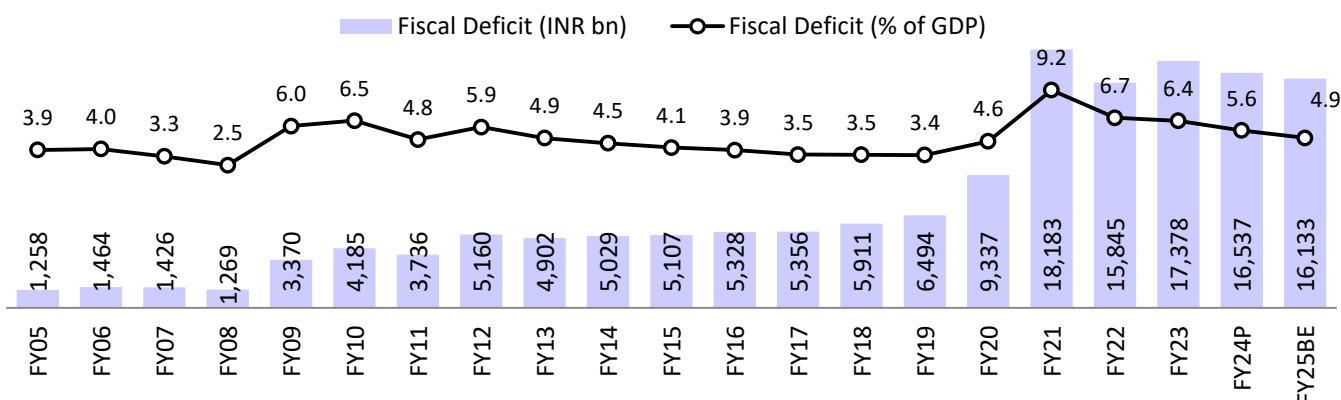 Fiscal Deficit (INR bn) Fiscal Deficit (% of GDP)
3.9 4.0 3.3 2.5 6.0 6.5 4.8 5.9 4.9 4.5 4.1 3.9 3.5 3.5 3.4 4.6 9.2 6.7 6.4 5.6 4.9
1,258 1,464 1,426 1,269 3,370 4,185 3,736 5,160 4,902 5,029 5,107 5,328 5,356 5,911 6,494 9,337 18,183 15,845 17,378 16,537 16,133
FY05 FY06 FY07 FY08 FY09 FY10 FY11 FY12 FY13 FY14 FY15 FY16 FY17 FY18 FY19 FY20 FY21 FY22 FY23 FY24P FY25BE